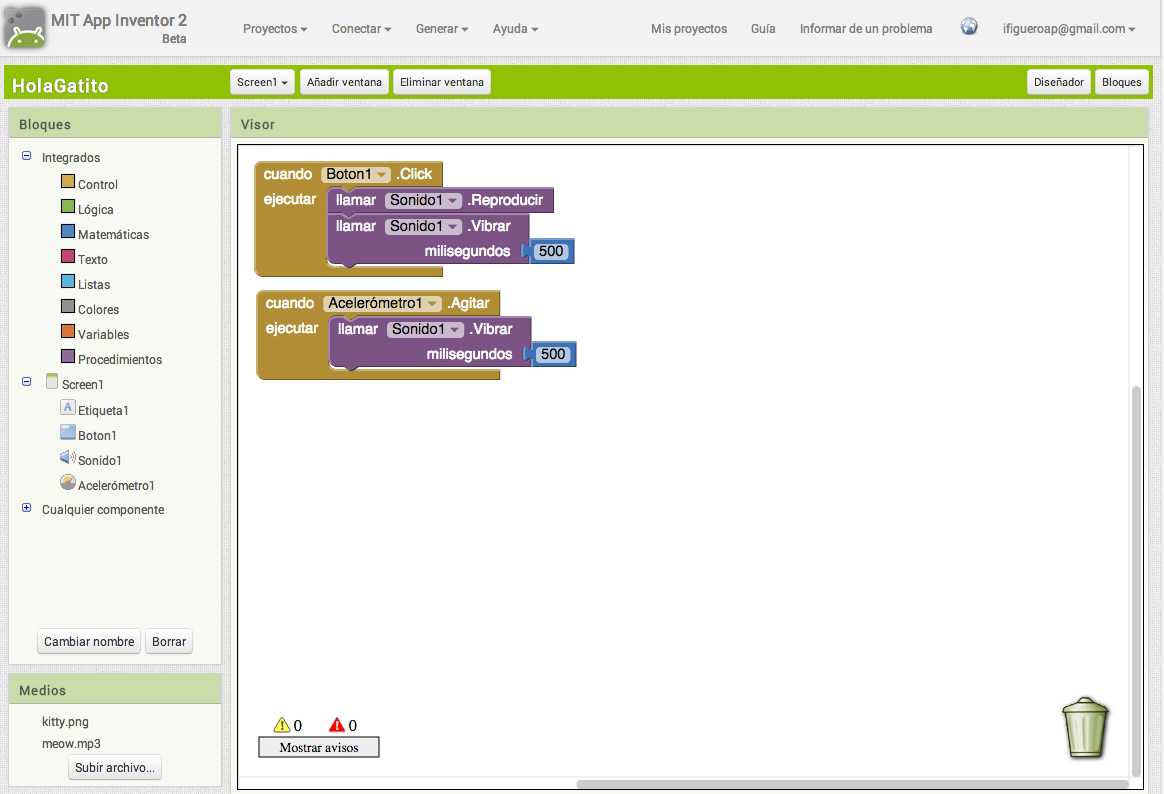 MIT App Inventor 2
Beta
Proyectos Conectar Generar Ayuda Mis proyectos Guía Informar de un problema ifigueroap@gmail.com
HolaGatito Screen1 Añadir ventana Eliminar ventana Diseñador Bloques
Bloques
Integrados
Control
Lógica
Matemáticas
Texto
Listas
Colores
Variables
Procedimientos
Screen1
A Etiqueta1
Boton1
Sonido1
Acelerómetro1
Cualquier componente
Cambiar nombre Borrar
Medios
kitty.png
meow.mp3
Subir archivo...
Visor
cuando Boton1 .Click
ejecutar llamar Sonido1 .Reproducir
llamar Sonido1 .Vibrar
milisegundos 500
cuando Acelerómetro1 .Agitar
ejecutar llamar Sonido1 .Vibrar
milisegundos 500
0 0
Mostrar avisos